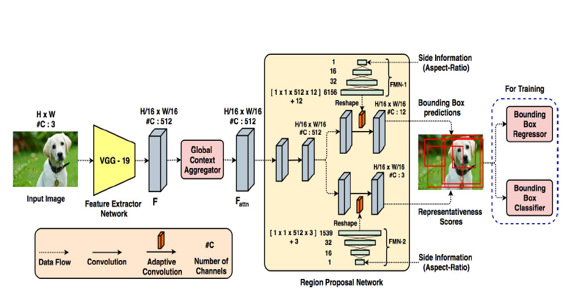 H x W
#C : 3
Input Image
VGG - 19
Feature Extractor
Network
H/16 x W/16
#C : 512
F
Global
Context
Aggregator
H/16 x W/16
#C : 512
Fattn
H/16 x W/16
#C : 512
1
16
32
[ 1 x 1 x 512 x 12 ] 6156
+ 12
FMN-1
Side Information
(Aspect-Ratio)
Reshape
H/16 x W/16
#C : 12
H/16 x W/16
#C : 3
Reshape
[ 1 x 1 x 512 x 3 ] 1539
+ 3
32
16
1
FMN-2
Side Information
(Aspect-Ratio)
Region Proposal Network
Bounding Box
predictions
Representativeness
Scores
For Training
Bounding
Box
Regressor
Bounding
Box
Classifier
Data Flow
Convolution
Adaptive
Convolution
#C
Number of
Channels